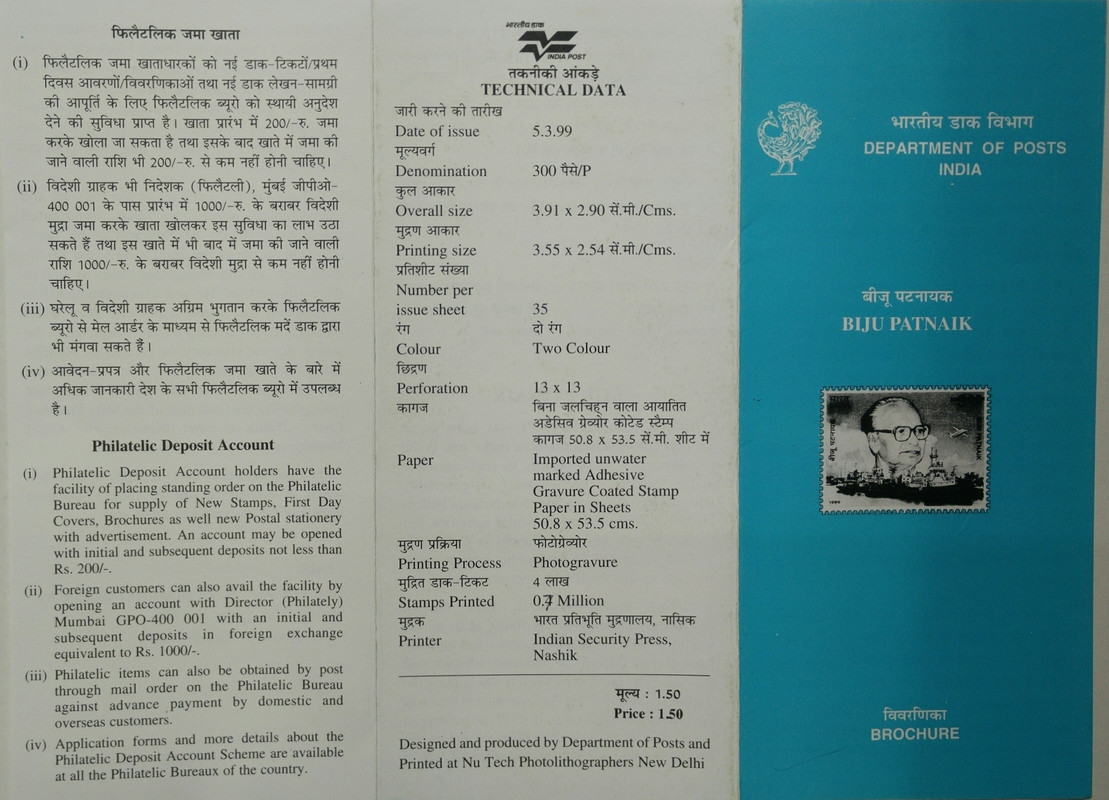 फिलैटलिक जमा खाता
(i) फिलैटलिक जमा खाताधारकों को नई डाक-टिकटों/प्रथम
दिवस आवरणों/विवरणिकाओं तथा नई डाक लेखन-सामग्री
की आपूर्ति के लिए फिलैटलिक ब्यूरो को स्थायी अनुदेश
देने की सुविधा प्राप्त है। खाता प्रारंभ में 200/-रु. जमा
करके खोला जा सकता है तथा इसके बाद खाते में जमा की
जाने वाली राशि भी 200/-रु. से कम नहीं होनी चाहिए।
(ii) विदेशी ग्राहक भी निदेशक (फिलैटली), मुंबई जीपीओ-
400 001 के पास प्रारंभ में 1000/-रु. के बराबर विदेशी
मुद्रा जमा करके खाता खोलकर इस सुविधा का लाभ उठा
सकते हैं तथा इस खाते में भी बाद में जमा की जाने वाली
राशि 1000/-रु. के बराबर विदेशी मुद्रा से कम नहीं होनी
चाहिए।
(iii) घरेलू व विदेशी ग्राहक अग्रिम भुगतान करके फिलैटलिक
ब्यूरो से मेल आर्डर के माध्यम से फिलैटलिक मदें डाक द्वारा
भी मंगवा सकते हैं।
(iv) आवेदन-प्रपत्र और फिलैटलिक जमा खाते के बारे में
अधिक जानकारी देश के सभी फिलैटलिक ब्यूरो में उपलब्ध
है।
Philatelic Deposit Account
(i) Philatelic Deposit Account holders have the
facility of placing standing order on the Philatelic
Bureau for supply of New Stamps, First Day
Covers, Brochures as well new Postal stationery
with advertisement. An account may be opened
with initial and subsequent deposits not less than
Rs. 200/-.
(ii) Foreign customers can also avail the facility by
opening an account with Director (Philately)
Mumbai GPO-400 001 with an initial and
subsequent deposits in foreign exchange
equivalent to Rs. 1000/-.
(iii) Philatelic items can also be obtained by post
through mail order on the Philatelic Bureau
against advance payment by domestic and
overseas customers.
(iv) Application forms and more details about the
Philatelic Deposit Account Scheme are available
at all the Philatelic Bureaux of the country.
भारतीय डाक
INDIA POST
तकनीकी आंकड़े
TECHNICAL DATA
जारी करने की तारीख
Date of issue 5.3.99
मूल्यवर्ग
Denomination 300 पैसे/P
कुल आकार
Overall size 3.91 x 2.90 सें.मी./Cms.
मुद्रण आकार
Printing size 3.55 x 2.54 सें.मी./Cms.
प्रतिशीट संख्या
Number per
issue sheet 35
रंग दो रंग
Colour Two Colour
छिद्रण
Perforation 13 x 13
कागज बिना जलचिह्न वाला आयातित
अडेसिव ग्रेव्योर कोटेड स्टैम्प
कागज 50.8 x 53.5 सें.मी. शीट में
Paper Imported unwater
marked Adhesive
Gravure Coated Stamp
Paper in Sheets
50.8 x 53.5 cms.
मुद्रण प्रक्रिया फोटोग्रेव्योर
Printing Process Photogravure
मुद्रित डाक-टिकट 4 लाख
Stamps Printed Million
मुद्रक भारत प्रतिभूति मुद्रणालय, नासिक
Printer Indian Security Press,
Nashik
मूल्य : 1.50
Price : 1.50
Designed and produced by Department of Posts and
Printed at Nu Tech Photolithographers New Delhi
भारतीय डाक विभाग
DEPARTMENT OF POSTS
INDIA
बीजू पटनायक
BIJU PATNAIK
भारत
बीजू पटनायक
BIJU PATNAIK
1999
विवरणिका
BROCHURE